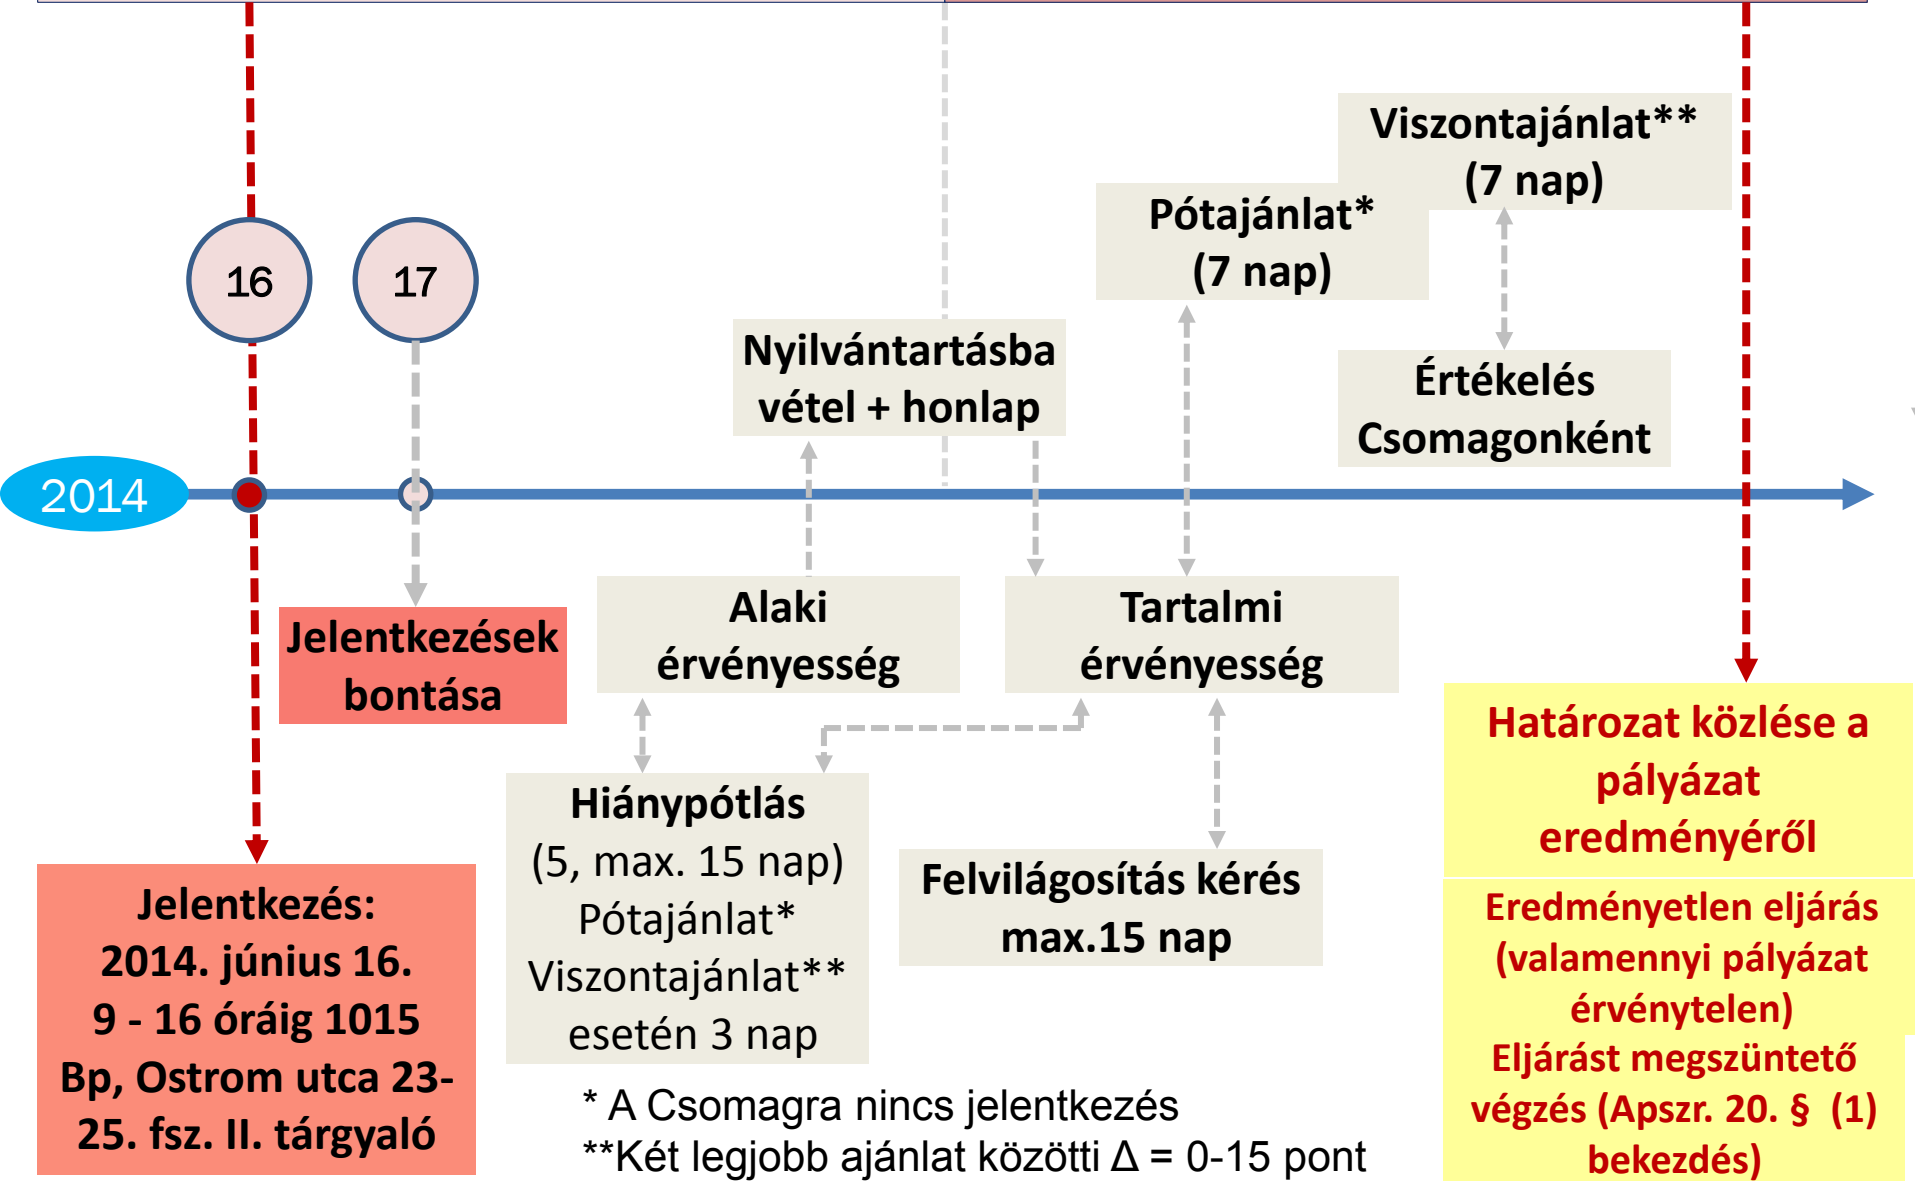 Viszontajánlat**
(7 nap)
Pótajánlat*
(7 nap)
16
17
Nyilvántartásba
vétel + honlap
Értékelés
Csomagonként
2014
Jelentkezések
bontása
Alaki
érvényesség
Tartalmi
érvényesség
Hiánypótlás
(5, max. 15 nap)
Pótajánlat*
Viszontajánlat**
esetén 3 nap
Felvilágosítás kérés
max.15 nap
Jelentkezés:
2014. június 16.
9 - 16 óráig 1015
Bp, Ostrom utca 23-
25. fsz. II. tárgyaló
Határozat közlése a
pályázat
eredményéről
Eredményetlen eljárás
(valamennyi pályázat
érvénytelen)
Eljárást megszüntető
végzés (Apszr. 20. § (1)
bekezdés)
* A Csomagra nincs jelentkezés
**Két legjobb ajánlat közötti Δ = 0-15 pont